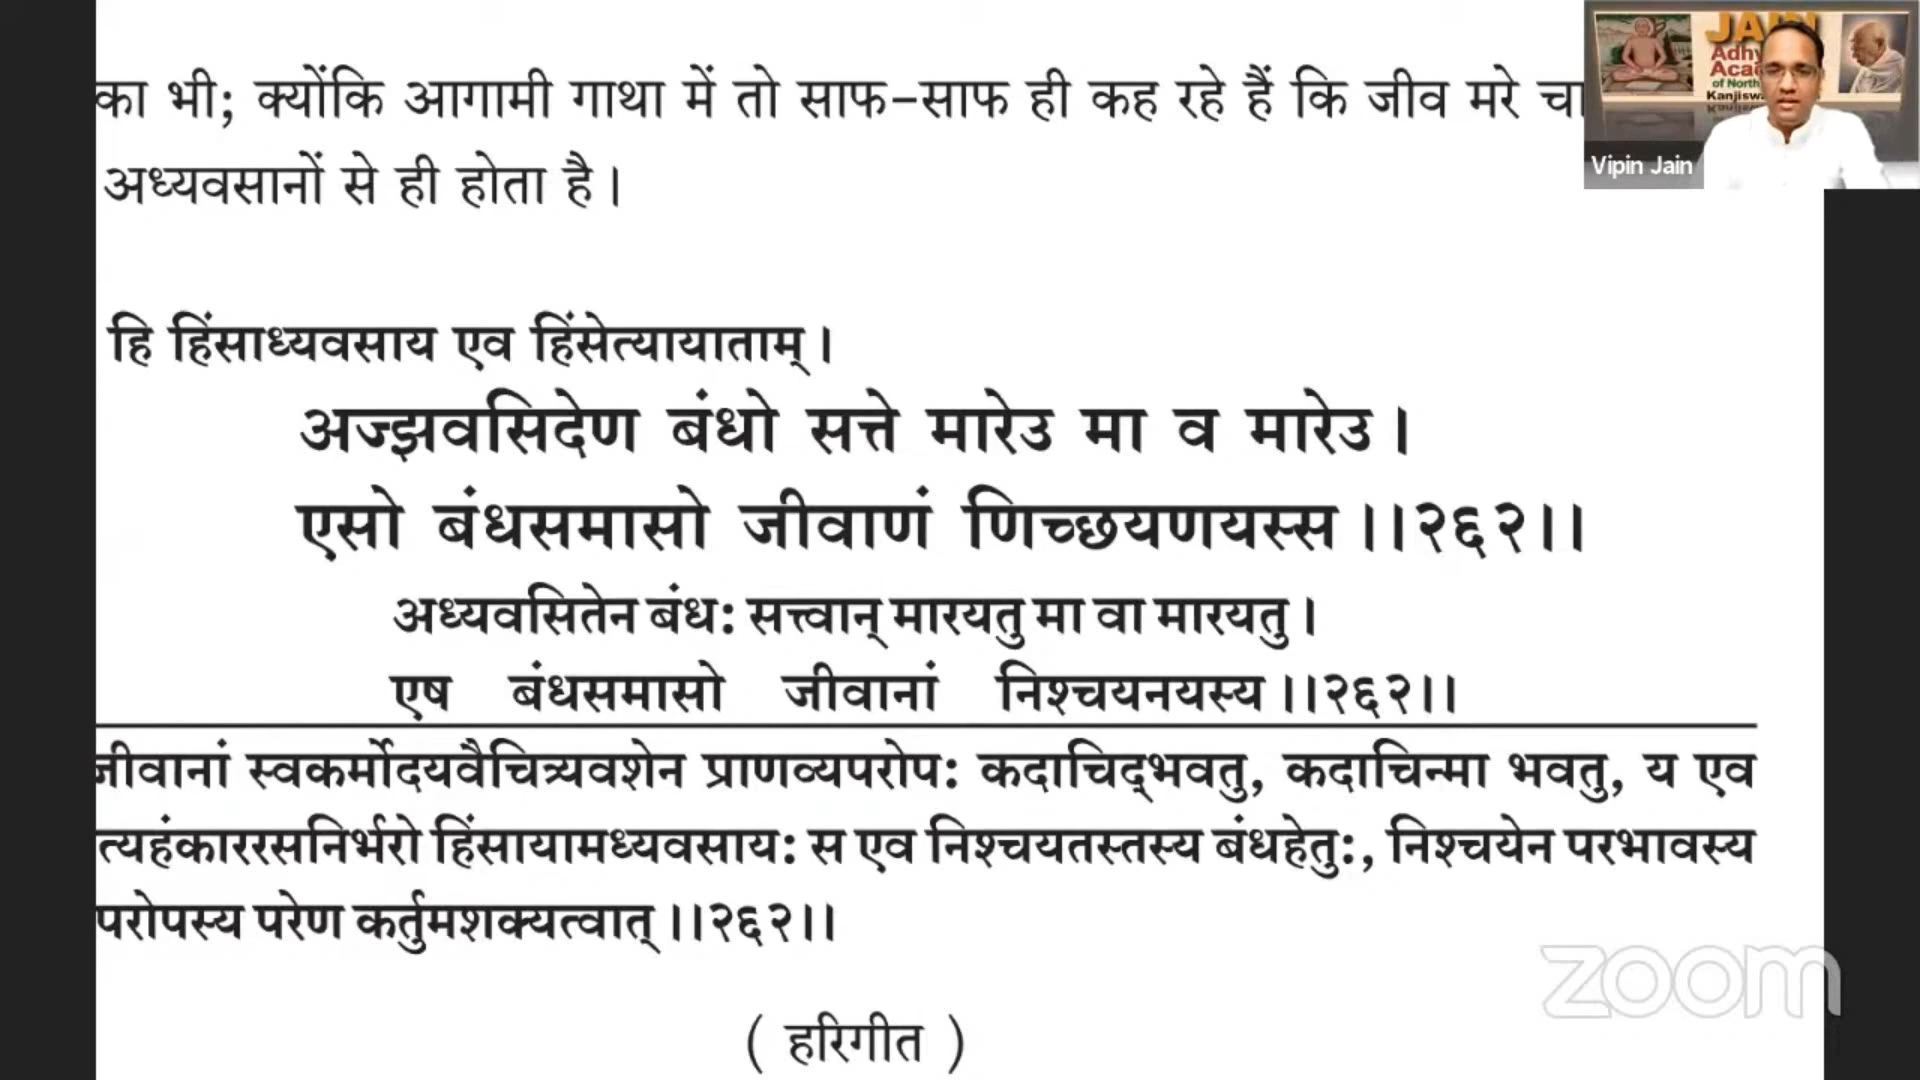 का भी; क्योंकि आगामी गाथा में तो साफ-साफ ही कह रहे हैं कि जीव मरे
अध्यवसानों से ही होता है।
हि हिंसाध्यवसाय एव हिंसेत्यायाताम्।
अज्झवसिदेण बंधो सत्ते मारेउ मा व मारेउ।
एसो बंधसमासो जीवाणं णिच्छयणयस्स ।।२६२।।
अध्यवसितेन बंध: सत्त्वान् मारयतु मा वा मारयतु।
एष बंधसमासो जीवानां निश्चयनयस्य ।।२६२।।
जीवानां स्वकर्मोदयवैचित्र्यवशेन प्राणव्यपरोप: कदाचिद्भवतु, कदाचिन्मा भवतु, य एव
त्यहंकाररसनिर्भरो हिंसायामध्यवसाय: स एव निश्चयतस्तस्य बंधहेतु:, निश्चयेन परभावस्य
परोपस्य परेण कर्तुमशक्यत्वात् ।।२६२।।
( हरिगीत )
JAIN
of North
Vipin Jain
zoom